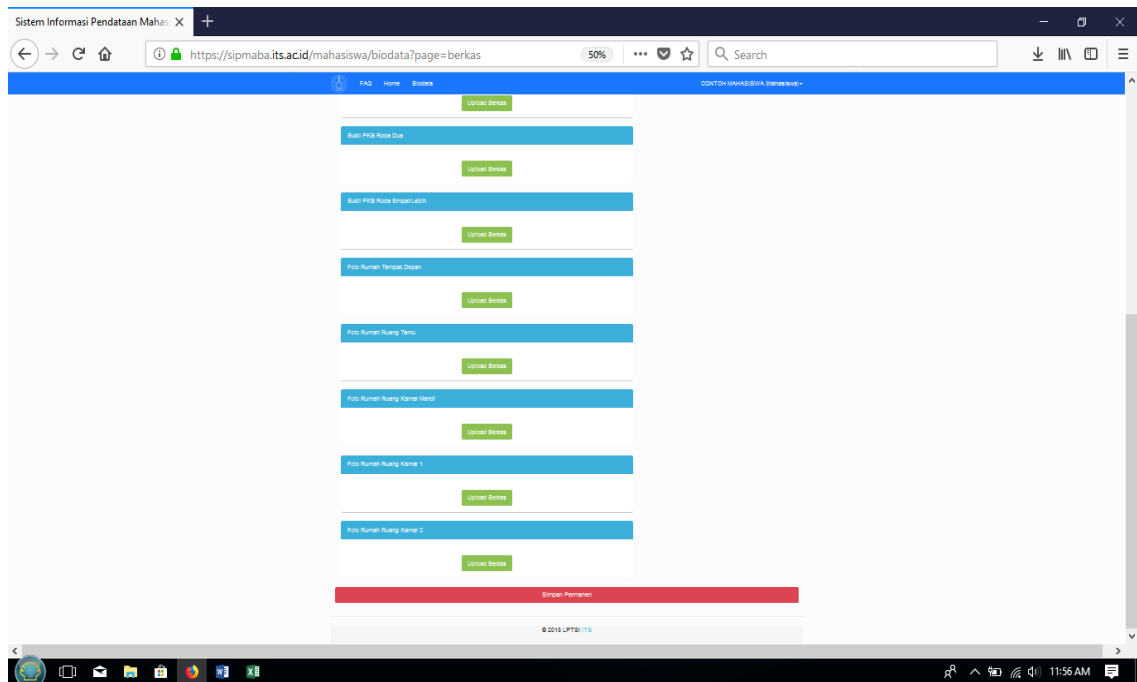 Sistem Informasi Pendataan Mahas
https://sipmaba.its.ac.id/mahasiswa/biodata?page=berkas
50%
Search
FAQ Home Biodata
CONTOH MAHASISWA (Mahasiswa)
Upload Berkas
Bukti PKB Roda Dua
Upload Berkas
Bukti PKB Roda Empat/Lebih
Upload Berkas
Foto Rumah Tampak Depan
Upload Berkas
Foto Rumah Ruang Tamu
Upload Berkas
Foto Rumah Ruang Kamar Mandi
Upload Berkas
Foto Rumah Ruang Kamar 1
Upload Berkas
Foto Rumah Ruang Kamar 2
Upload Berkas
Simpan Permanen
© 2018 LPTSI ITS
11:56 AM